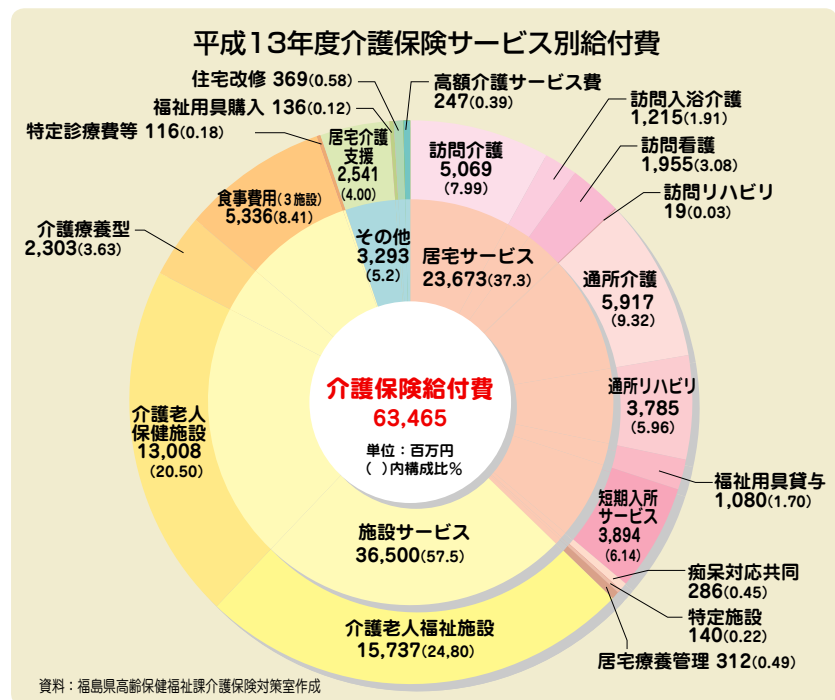 平成13年度介護保険サービス別給付費
住宅改修 369(0.58)
福祉用具購入 136(0.12)
特定診療費等 116(0.18)
高額介護サービス費
247(0.39)
居宅介護
支援
2,541
(4.00)
訪問介護
5,069
(7.99)
訪問入浴介護
1,215(1.91)
訪問看護
1,955(3.08)
訪問リハビリ
19(0.03)
食事費用(3施設)
5,336(8.41)
介護療養型
2,303(3.63)
その他
3,293
(5.2)
居宅サービス
23,673(37.3)
通所介護
5,917
(9.32)
通所リハビリ
3,785
(5.96)
介護保険給付費
63,465
単位:百万円
( )内構成比%
介護老人
保健施設
13,008
(20.50)
福祉用具貸与
1,080(1.70)
短期入所
サービス
3,894
(6.14)
施設サービス
36,500(57.5)
痴呆対応共同
286(0.45)
特定施設
140(0.22)
居宅療養管理 312(0.49)
介護老人福祉施設
15,737(24,80)
資料:福島県高齢保健福祉課介護保険対策室作成